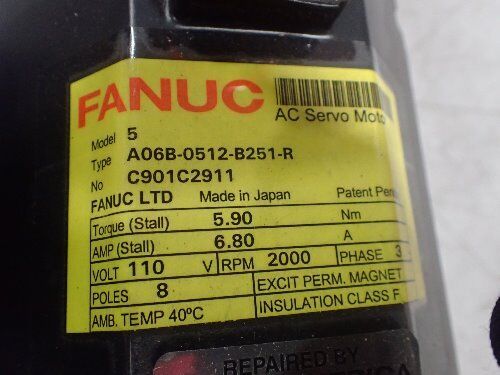 FANUC
AC Servo Moto
Model 5
Type A06B-0512-B251-R
No C901C2911
FANUC LTD Made in Japan Patent Pen
Torque (Stall) 5.90 Nm
AMP (Stall) 6.80 A
VOLT 110 V RPM 2000 PHASE 3
POLES 8 EXCIT PERM. MAGNET
AMB. TEMP 40°C INSULATION CLASS F
REPAIRED BY